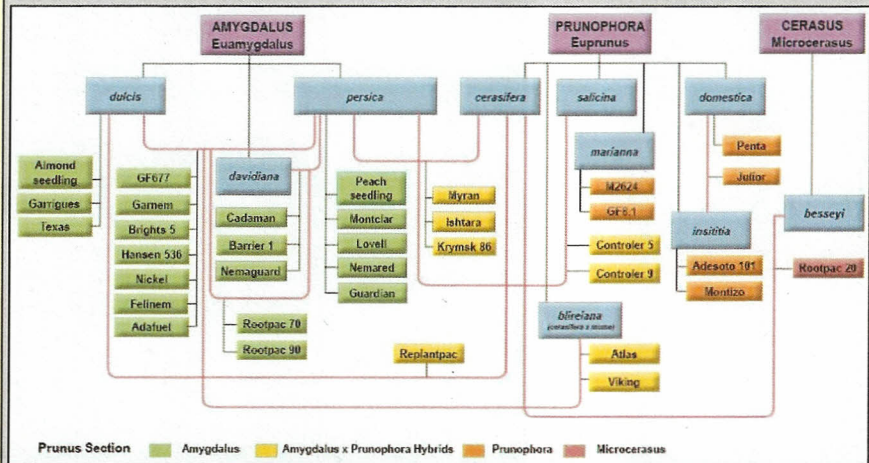 AMYGDALUS
Euamygdalus
PRUNOPHORA
Euprunus
CERASUS
Microcerasus
dulcis
persica
cerasifera
salicina
domestica
Almond
seedling
Garrigues
Texas
GF677
Garnem
Brights 5
Hansen 536
Nickel
Felinem
Adafuel
davidiana
Cadaman
Barrier 1
Nemaguard
Rootpac 70
Rootpac 90
Peach
seedling
Montclar
Lovell
Nemared
Guardian
Myran
Ishtara
Krymsk 86
Replantpac
marianna
M2624
GF8.1
Controler 5
Controler 9
blireiana
(cerasifera x mume)
Atlas
Viking
Penta
Julior
insititia
Adesoto 101
Montizo
besseyi
Rootpac 20
Prunus Section
Amygdalus
Amygdalus x Prunophora Hybrids
Prunophora
Microcerasus